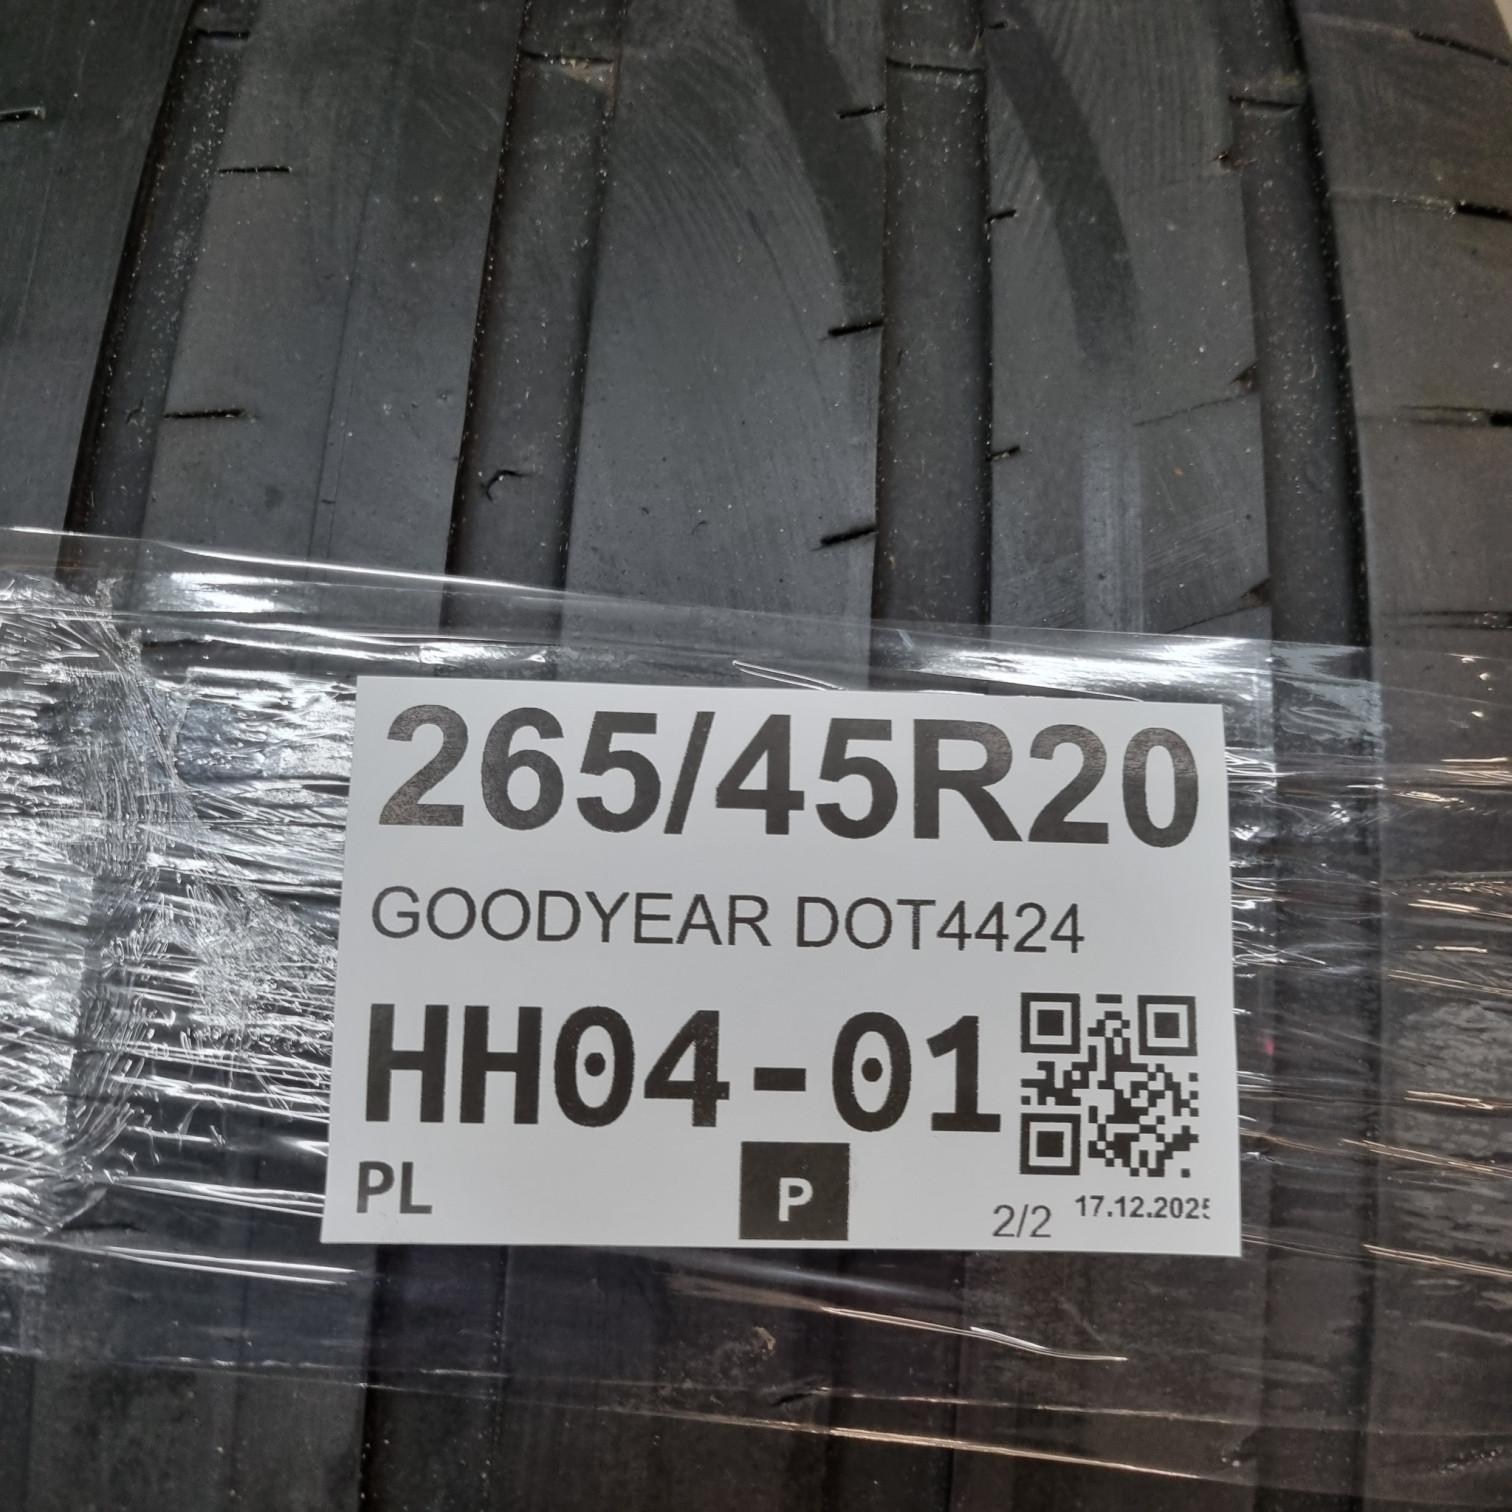 265/45R20
GOODYEAR DOT4424
HH04-01
PL
P
2/2 17.12.2025